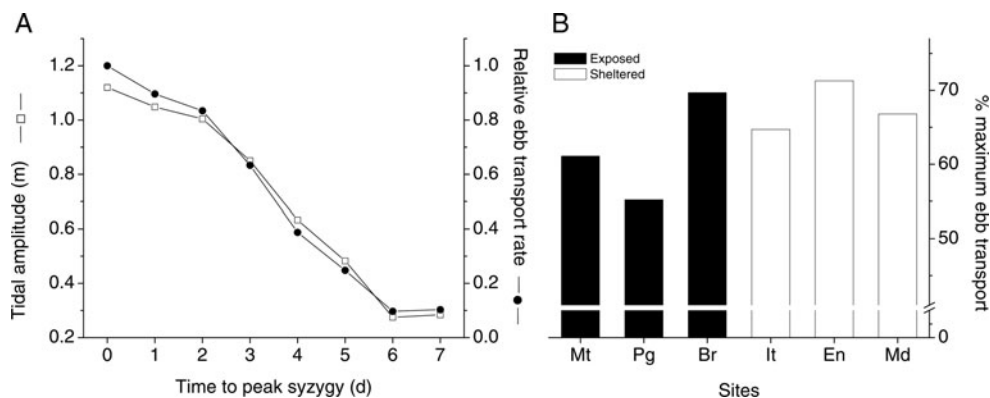 A
Tidal amplitude (m)
1.2
1.0
0.8
0.6
0.4
0.2
0 1 2 3 4 5 6 7
Time to peak syzygy (d)
1.0
0.8
0.6
0.4
0.2
0.0
Relative ebb transport rate
B
Exposed
Sheltered
70
60
50
0
% maximum ebb transport
Mt Pg Br It En Md
Sites